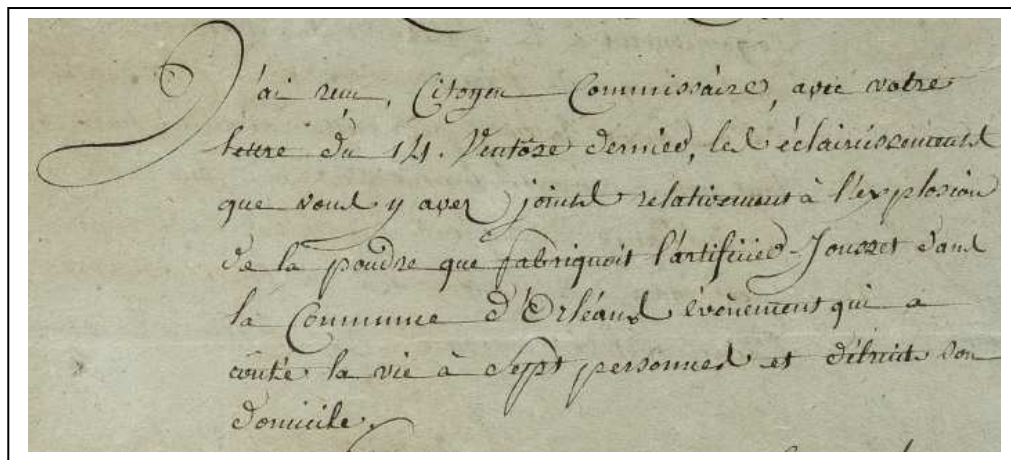 J'ai reçu, Citoyen Commissaire, avec votre
lettre du 14. Ventôse dernier, les éclaircissements
que vous y avez joints relativement à l'explosion
de la poudre que fabriquoit l'artificier Jousset dans
la Commune d'Orléans évènement qui a
couté la vie à Sept personnes et détruit son
domicile.